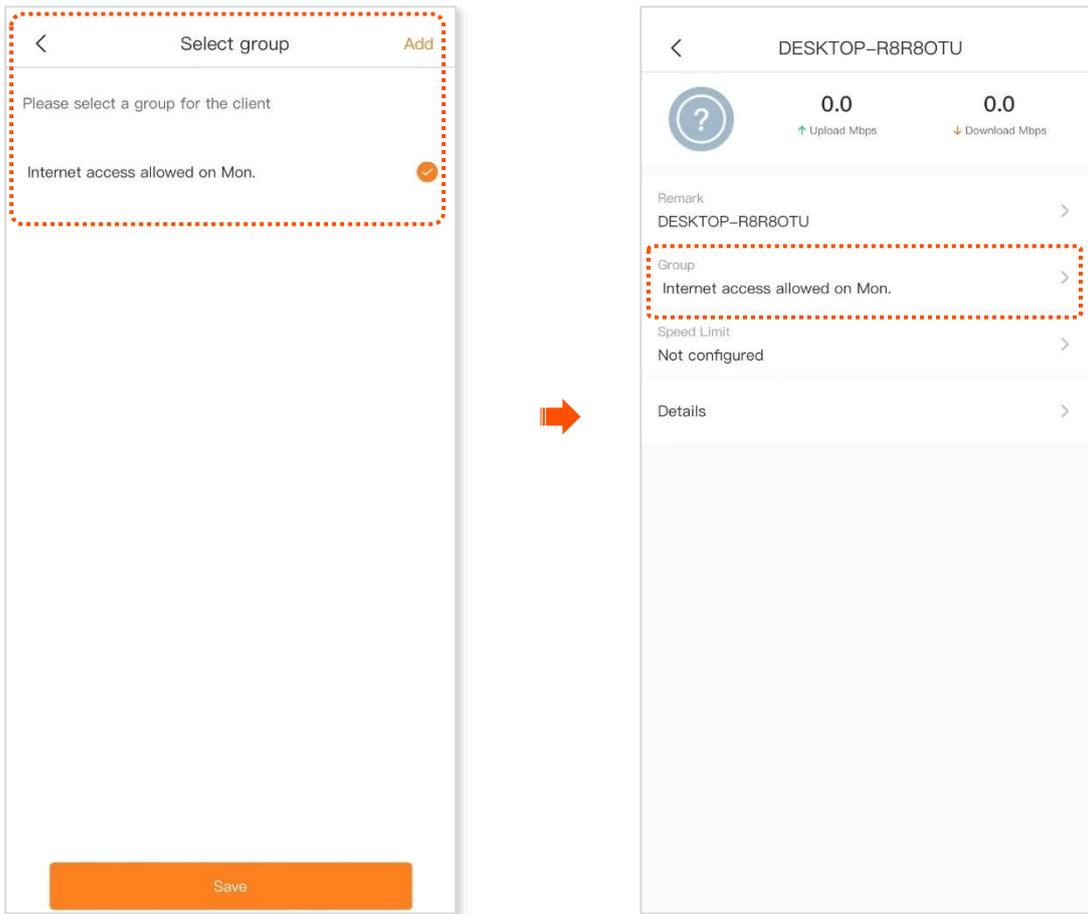 Select group
Add
Please select a group for the client
Internet access allowed on Mon.
Save
DESKTOP-R8R8OTU
?
0.0
0.0
↑ Upload Mbps
↓ Download Mbps
Remark
DESKTOP-R8R8OTU
Group
Internet access allowed on Mon.
Speed Limit
Not configured
Details